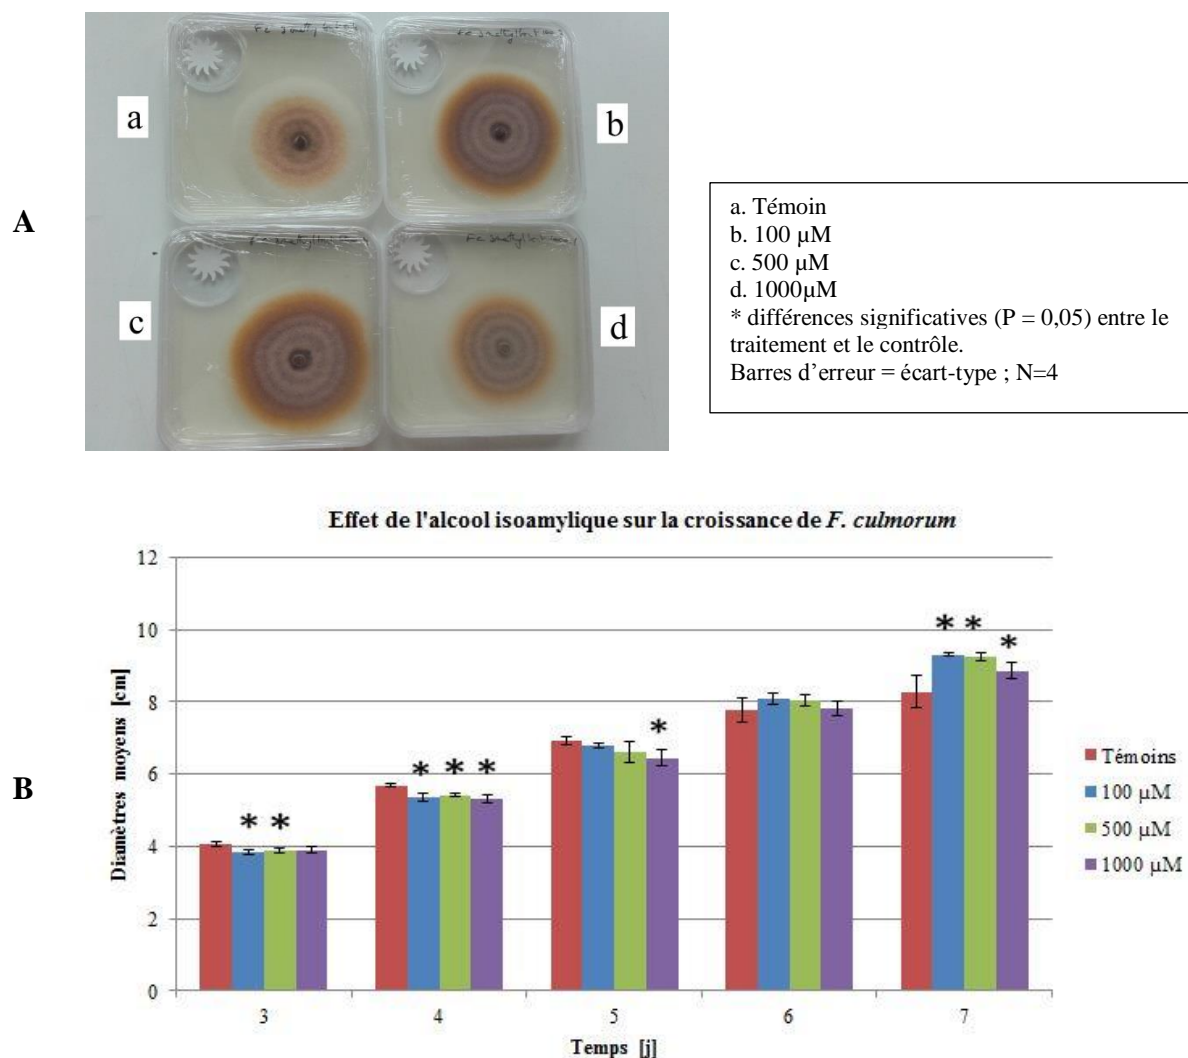 A
a
b
c
d
a. Témoin
b. 100 µM
c. 500 µM
d. 1000µM
* différences significatives (P = 0,05) entre le
traitement et le contrôle.
Barres d’erreur = écart-type ; N=4
B
Effet de l'alcool isoamylique sur la croissance de F. culmorum
Diamètres moyens [cm]
12
10
8
6
4
2
0
* *
* * *
*
* * *
3 4 5 6 7
Temps [j]
Témoins
100 µM
500 µM
1000 µM